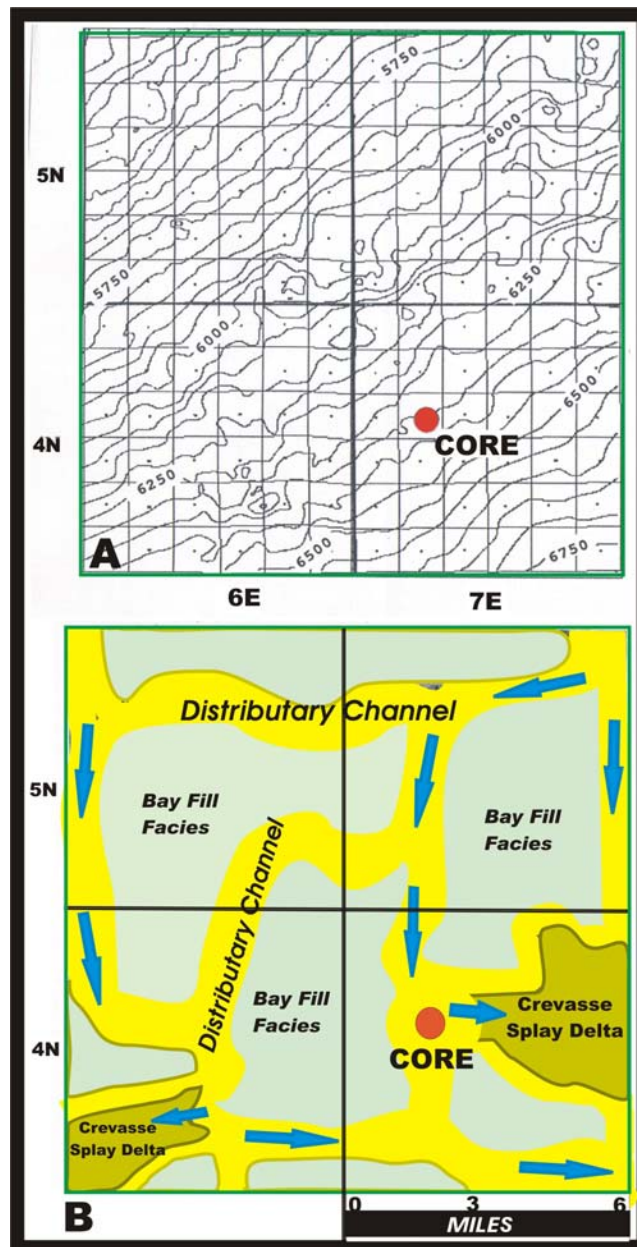 5750
6000
5N
6250
5750
6000
6500
4N
CORE
6250
6500
6750
A
6E
7E
Distributary Channel
5N
Bay Fill
Facies
Bay Fill
Facies
Distributary Channel
Bay Fill
Facies
Crevasse
Splay Delta
4N
CORE
Crevasse
Splay Delta
B
0
3
6
MILES